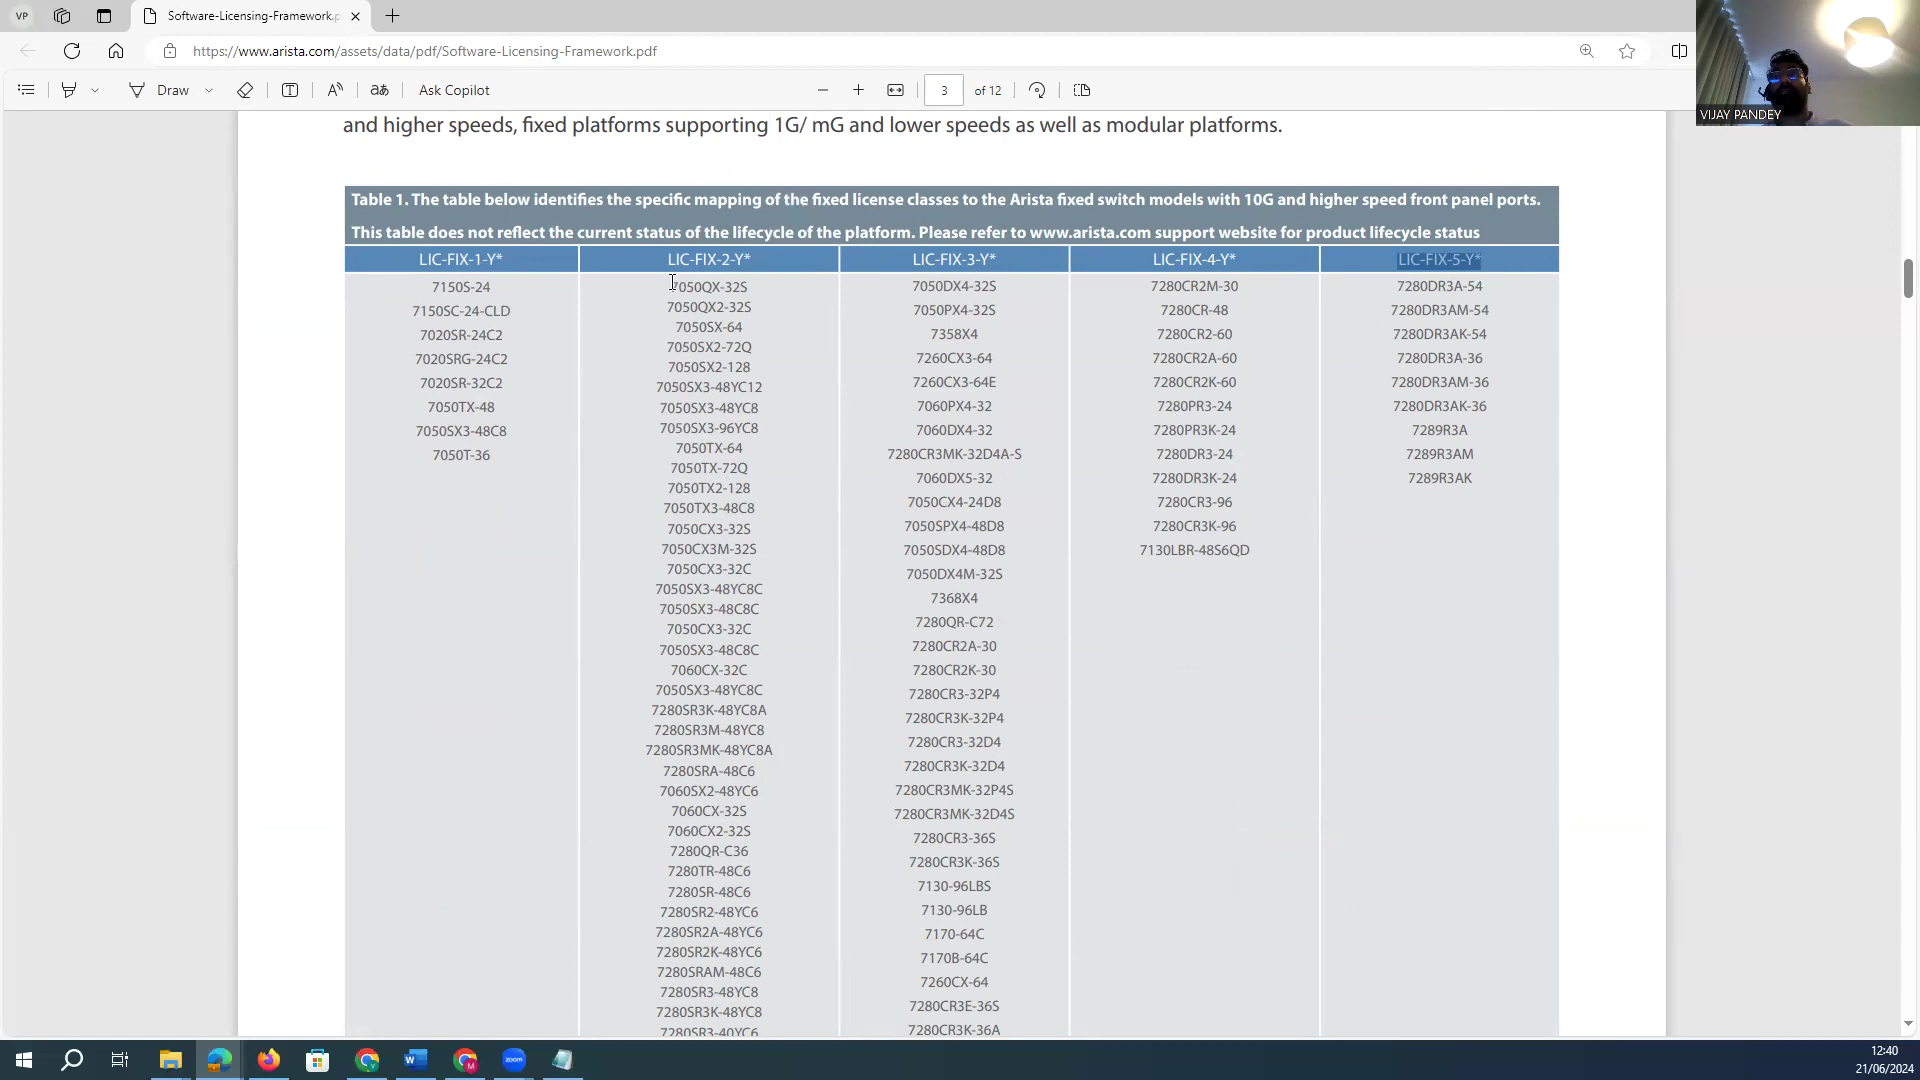 VP
Software-Licensing-Framework.p
https://www.arista.com/assets/data/pdf/Software-Licensing-Framework.pdf
Draw
Ask Copilot
3
of 12
VIJAY PANDEY
and higher speeds, fixed platforms supporting 1G/ mG and lower speeds as well as modular platforms.
Table 1. The table below identifies the specific mapping of the fixed license classes to the Arista fixed switch models with 10G and higher speed front panel ports.
This table does not reflect the current status of the lifecycle of the platform. Please refer to www.arista.com support website for product lifecycle status
LIC-FIX-1-Y*
7150S-24
7150SC-24-CLD
7020SR-24C2
7020SRG-24C2
7020SR-32C2
7050TX-48
7050SX3-48C8
7050T-36
LIC-FIX-2-Y*
7050QX-32S
7050QX2-32S
7050SX-64
7050SX2-72Q
7050SX2-128
7050SX3-48YC12
7050SX3-48YC8
7050SX3-96YC8
7050TX-64
7050TX-72Q
7050TX2-128
7050TX3-48C8
7050CX3-32S
7050CX3M-32S
7050CX3-32C
7050SX3-48YC8C
7050SX3-48C8C
7050CX3-32C
7050SX3-48C8C
7060CX-32C
7050SX3-48YC8C
7280SR3K-48YC8A
7280SR3M-48YC8
7280SR3MK-48YC8A
7280SRA-48C6
7060SX2-48YC6
7060CX-32S
7060CX2-32S
7280QR-C36
7280TR-48C6
7280SR-48C6
7280SR2-48YC6
7280SR2A-48YC6
7280SR2K-48YC6
7280SRAM-48C6
7280SR3-48YC8
7280SR3K-48YC8
7280SR3-40YC6
LIC-FIX-3-Y*
7050DX4-32S
7050PX4-32S
7358X4
7260CX3-64
7260CX3-64E
7060PX4-32
7060DX4-32
7280CR3MK-32D4A-S
7060DX5-32
7050CX4-24D8
7050SPX4-48D8
7050SDX4-48D8
7050DX4M-32S
7368X4
7280QR-C72
7280CR2A-30
7280CR2K-30
7280CR3-32P4
7280CR3K-32P4
7280CR3-32D4
7280CR3K-32D4
7280CR3MK-32P4S
7280CR3MK-32D4S
7280CR3-36S
7280CR3K-36S
7130-96LBS
7130-96LB
7170-64C
7170B-64C
7260CX-64
7280CR3E-36S
7280CR3K-36A
LIC-FIX-4-Y*
7280CR2M-30
7280CR-48
7280CR2-60
7280CR2A-60
7280CR2K-60
7280PR3-24
7280PR3K-24
7280DR3-24
7280DR3K-24
7280CR3-96
7280CR3K-96
7130LBR-48S6QD
LIC-FIX-5-Y*
7280DR3A-54
7280DR3AM-54
7280DR3AK-54
7280DR3A-36
7280DR3AM-36
7280DR3AK-36
7289R3A
7289R3AM
7289R3AK
zoom
12:40
21/06/2024